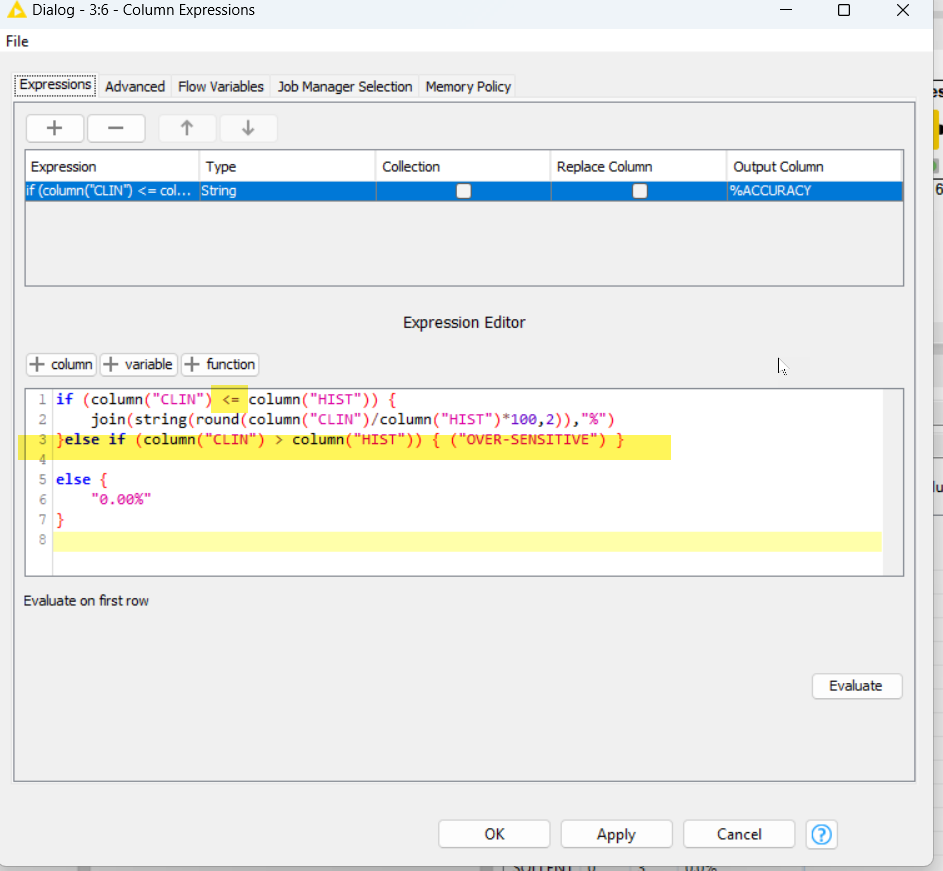 Dialog - 3:6 - Column Expressions
File
Expressions Advanced Flow Variables Job Manager Selection Memory Policy
Expression Type Collection Replace Column Output Column
if (column("CLIN") <= col... String %ACCURACY
Expression Editor
+ column + variable + function
1 if (column("CLIN") <= column("HIST")) {
2 join(string(round(column("CLIN")/column("HIST")*100,2)),"%")
3 }else if (column("CLIN") > column("HIST")) { ("OVER-SENSITIVE") }
4
5 else {
6 "0.00%"
7 }
8
Evaluate on first row
Evaluate
OK Apply Cancel ?